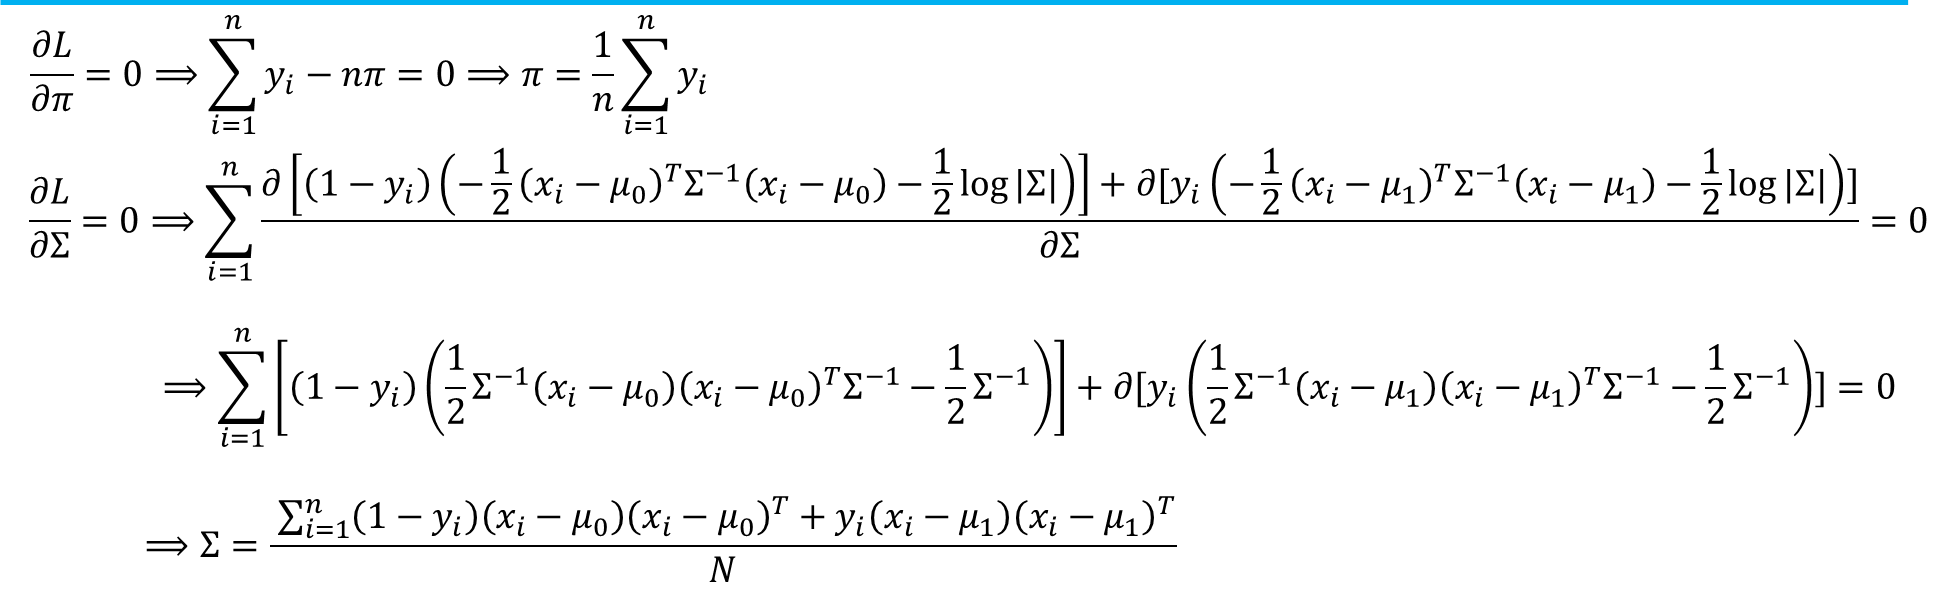 ∂L/∂π = 0 ⟹ ∑_{i=1}^{n} y_i − nπ = 0 ⟹ π = 1/n ∑_{i=1}^{n} y_i
∂L/∂Σ = 0 ⟹ ∑_{i=1}^{n} (∂[(1 − y_i)(−1/2 (x_i − μ_0)^T Σ^{−1}(x_i − μ_0) − 1/2 log|Σ|)] + ∂[y_i(−1/2 (x_i − μ_1)^T Σ^{−1}(x_i − μ_1) − 1/2 log|Σ|)])/∂Σ = 0
⟹ ∑_{i=1}^{n} [(1 − y_i)(1/2 Σ^{−1}(x_i − μ_0)(x_i − μ_0)^T Σ^{−1} − 1/2 Σ^{−1})] + ∂[y_i(1/2 Σ^{−1}(x_i − μ_1)(x_i − μ_1)^T Σ^{−1} − 1/2 Σ^{−1})] = 0
⟹ Σ = (∑_{i=1}^{n}(1 − y_i)(x_i − μ_0)(x_i − μ_0)^T + y_i(x_i − μ_1)(x_i − μ_1)^T)/N